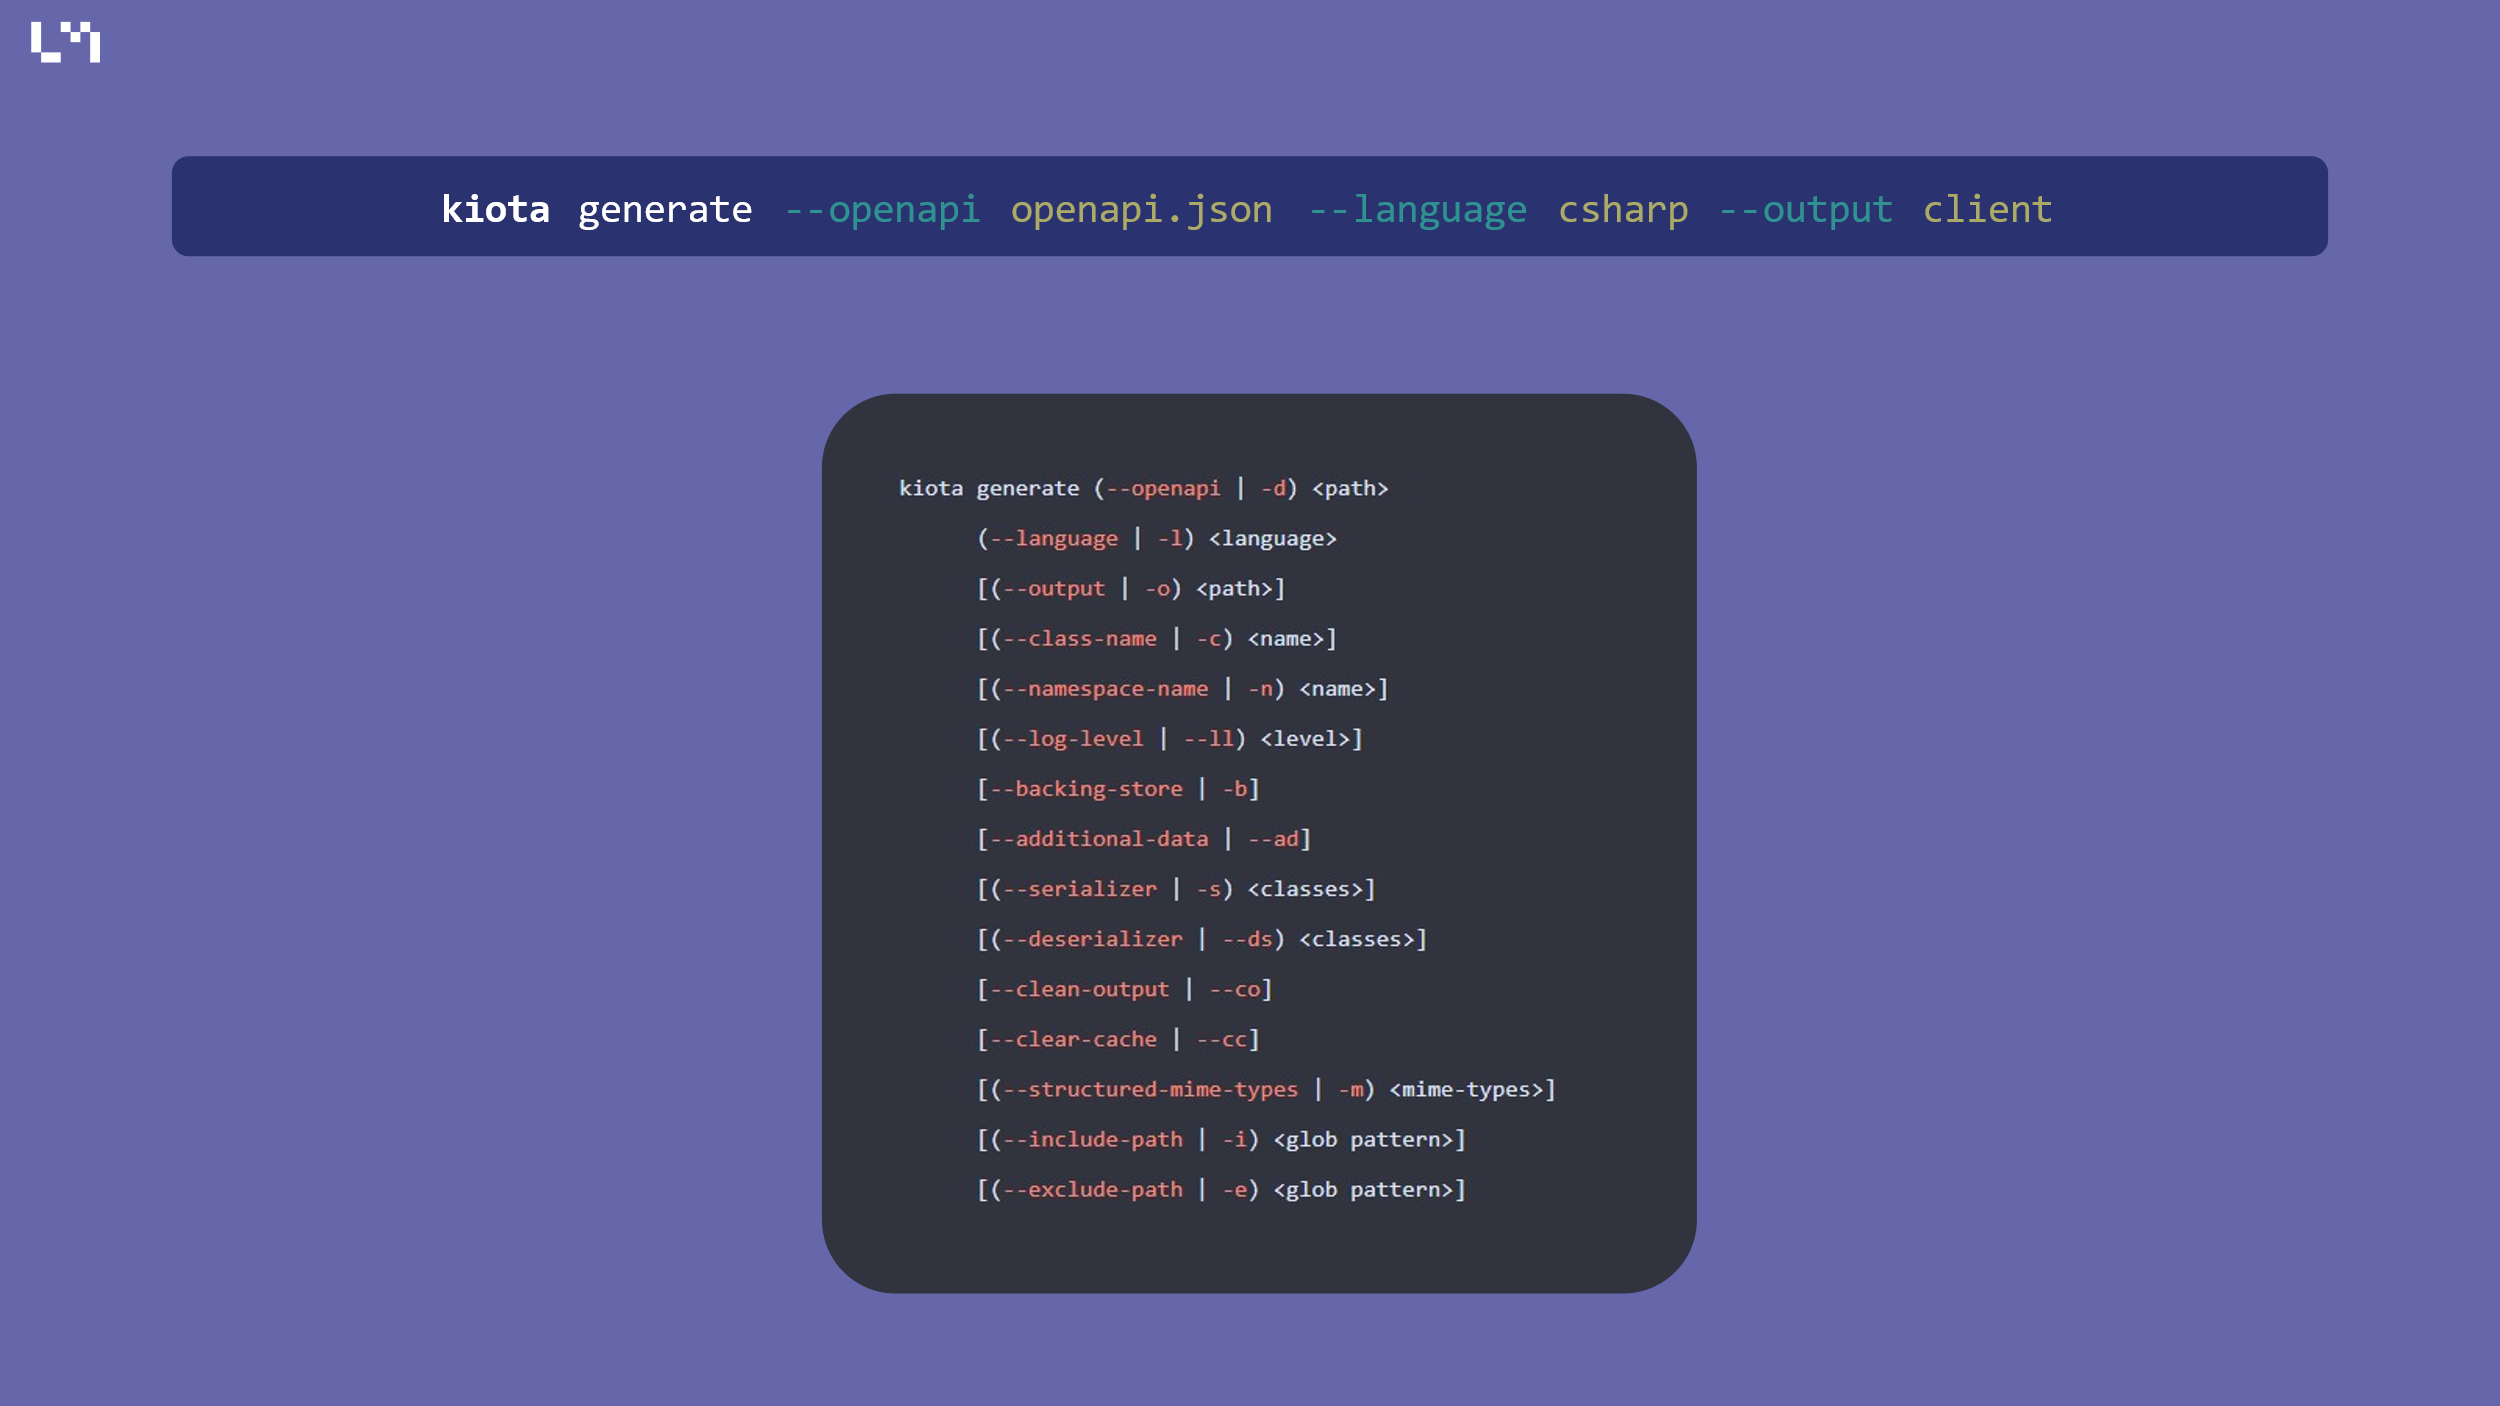 kiota generate --openapi openapi.json --language csharp --output client
kiota generate (--openapi | -d) <path>
(--language | -l) <language>
[(--output | -o) <path>]
[(--class-name | -c) <name>]
[(--namespace-name | -n) <name>]
[(--log-level | --ll) <level>]
[--backing-store | -b]
[--additional-data | --ad]
[(--serializer | -s) <classes>]
[(--deserializer | --ds) <classes>]
[--clean-output | --co]
[--clear-cache | --cc]
[(--structured-mime-types | -m) <mime-types>]
[(--include-path | -i) <glob pattern>]
[(--exclude-path | -e) <glob pattern>]